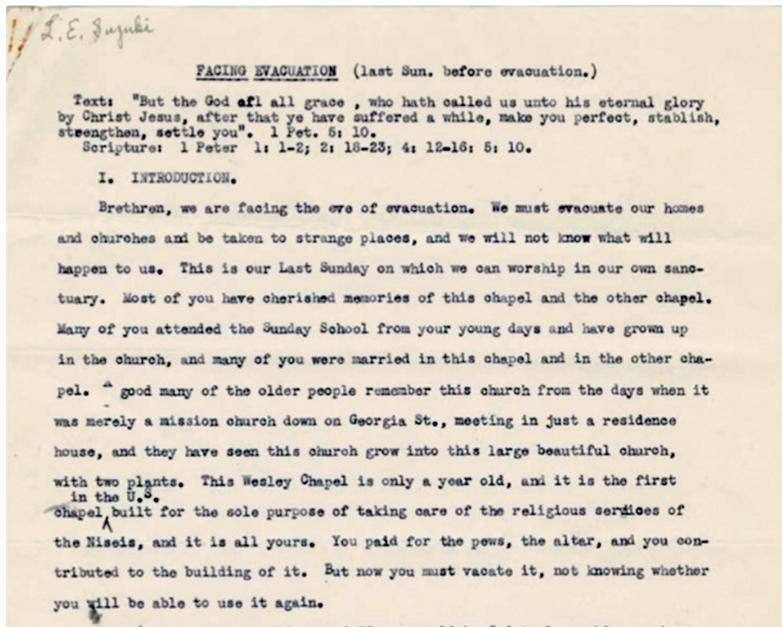 L. E. Suzuki
FACING EVACUATION (last Sun. before evacuation.)
Text: "But the God of all grace , who hath called us unto his eternal glory
by Christ Jesus, after that ye have suffered a while, make you perfect, stablish,
strengthen, settle you". 1 Pet. 5: 10.
Scripture: 1 Peter 1: 1-2; 2: 18-23; 4: 12-16: 5: 10.
I. INTRODUCTION.
Brethren, we are facing the eve of evacuation. We must evacuate our homes
and churches and be taken to strange places, and we will not know what will
happen to us. This is our Last Sunday on which we can worship in our own sanc-
tuary. Most of you have cherished memories of this chapel and the other chapel.
Many of you attended the Sunday School from your young days and have grown up
in the church, and many of you were married in this chapel and in the other cha-
pel. A good many of the older people remember this church from the days when it
was merely a mission church down on Georgia St., meeting in just a residence
house, and they have seen this church grow into this large beautiful church,
with two plants. This Wesley Chapel is only a year old, and it is the first
in the U.S.
chapel built for the sole purpose of taking care of the religious services of
the Niseis, and it is all yours. You paid for the pews, the altar, and you con-
tributed to the building of it. But now you must vacate it, not knowing whether
you will be able to use it again.